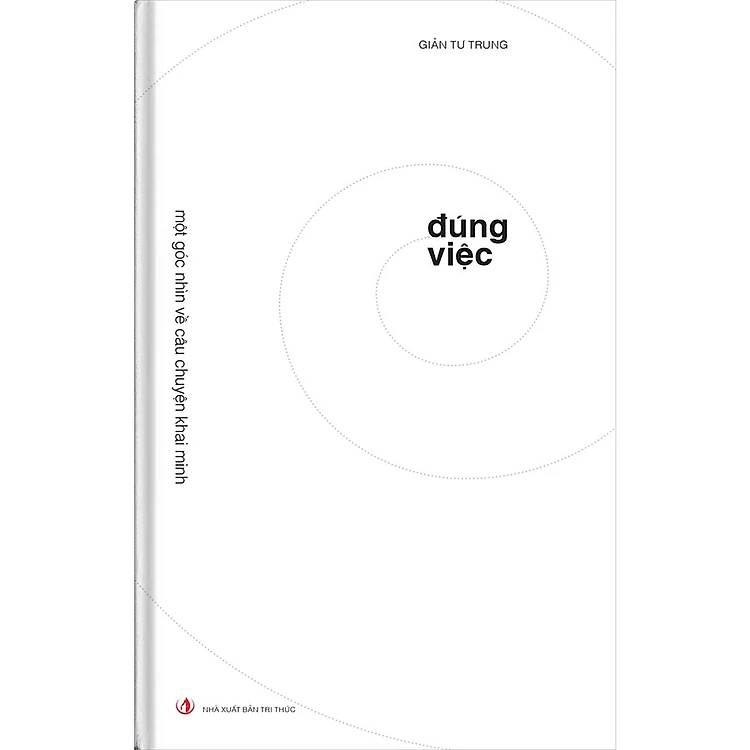 GIẢN TƯ TRUNG
đúng
việc
một góc nhìn về câu chuyện khai minh
NHÀ XUẤT BẢN TRI THỨC